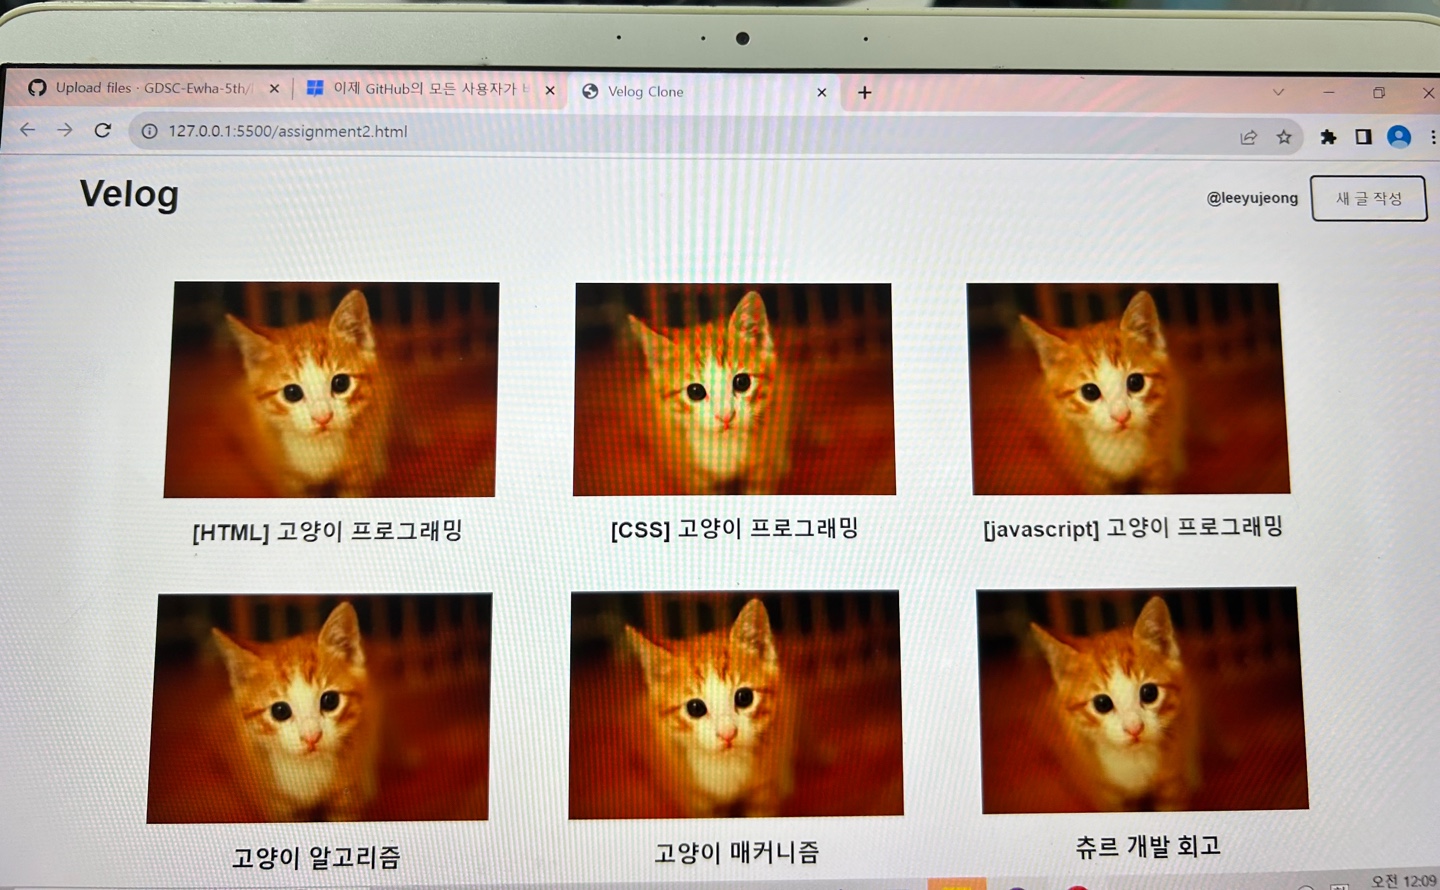 Upload files · GDSC-Ewha-5th/
이제 GitHub의 모든 사용자가
Velog Clone
127.0.0.1:5500/assignment2.html
Velog
@leeyujeong
새 글 작성
[HTML] 고양이 프로그래밍
[CSS] 고양이 프로그래밍
[javascript] 고양이 프로그래밍
고양이 알고리즘
고양이 매커니즘
츄르 개발 회고
오전 12:09